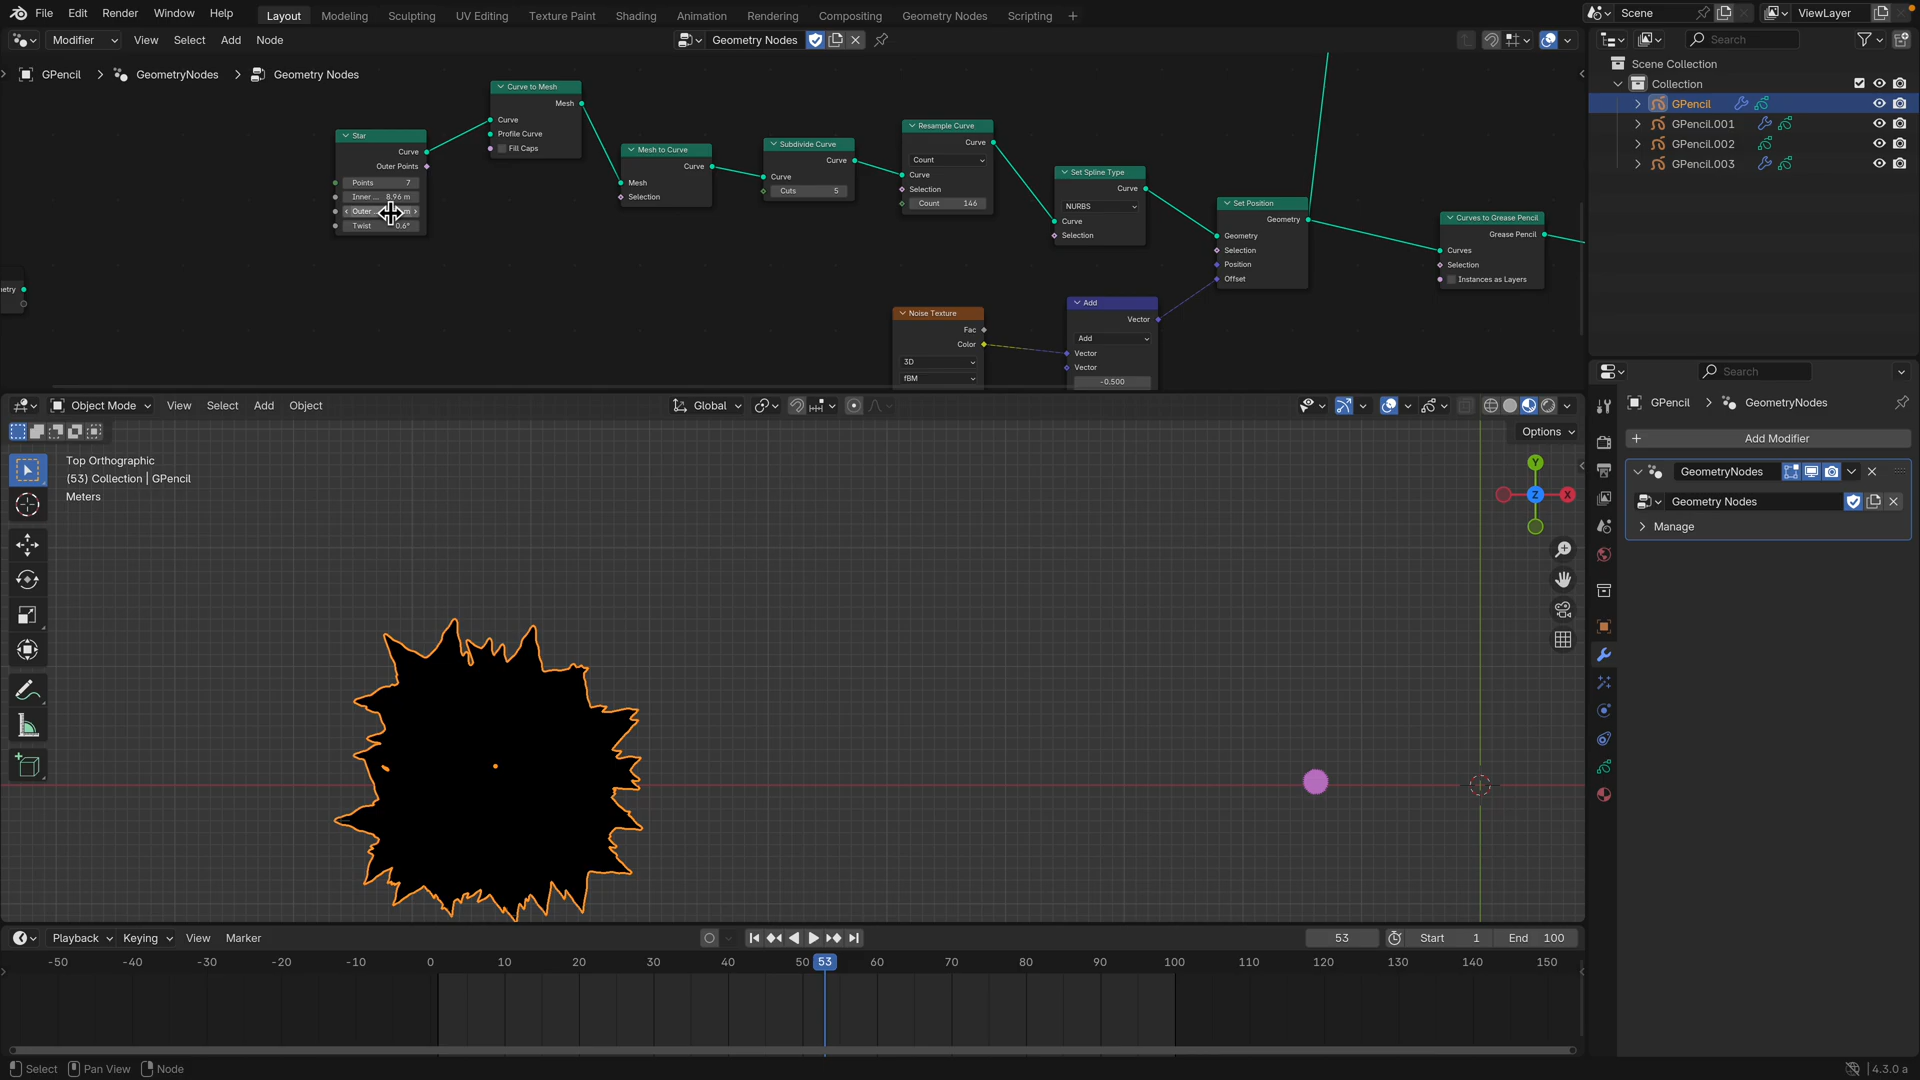 File Edit Render Window Help Layout Modeling Sculpting UV Editing Texture Paint Shading Animation Rendering Compositing Geometry Nodes Scripting + Scene ViewLayer
Modifier View Select Add Node Geometry Nodes Search
GPencil > GeometryNodes > Geometry Nodes
Scene Collection
Collection
GPencil
GPencil.001
GPencil.002
GPencil.003
Star
Curve
Outer Points
Points 7
Inner ... 8.96 m
Outer
Twist 0.6°
Curve to Mesh
Mesh
Curve
Profile Curve
Fill Caps
Mesh to Curve
Curve
Mesh
Selection
Subdivide Curve
Curve
Curve
Cuts 5
Resample Curve
Curve
Count
Curve
Selection
Count 146
Set Spline Type
Curve
NURBS
Curve
Selection
Set Position
Geometry
Geometry
Selection
Position
Offset
Curves to Grease Pencil
Grease Pencil
Curves
Selection
Instances as Layers
etry
Noise Texture
Fac
Color
3D
fBM
Add
Vector
Add
Vector
Vector
-0.500
Search
GPencil > GeometryNodes
+ Add Modifier
GeometryNodes
Geometry Nodes
Manage
Object Mode View Select Add Object Global
Options
Top Orthographic
(53) Collection | GPencil
Meters
Y
Z X
Playback Keying View Marker 53 Start 1 End 100
-50 -40 -30 -20 -10 0 10 20 30 40 50 53 60 70 80 90 100 110 120 130 140 150
Select Pan View Node 4.3.0 a